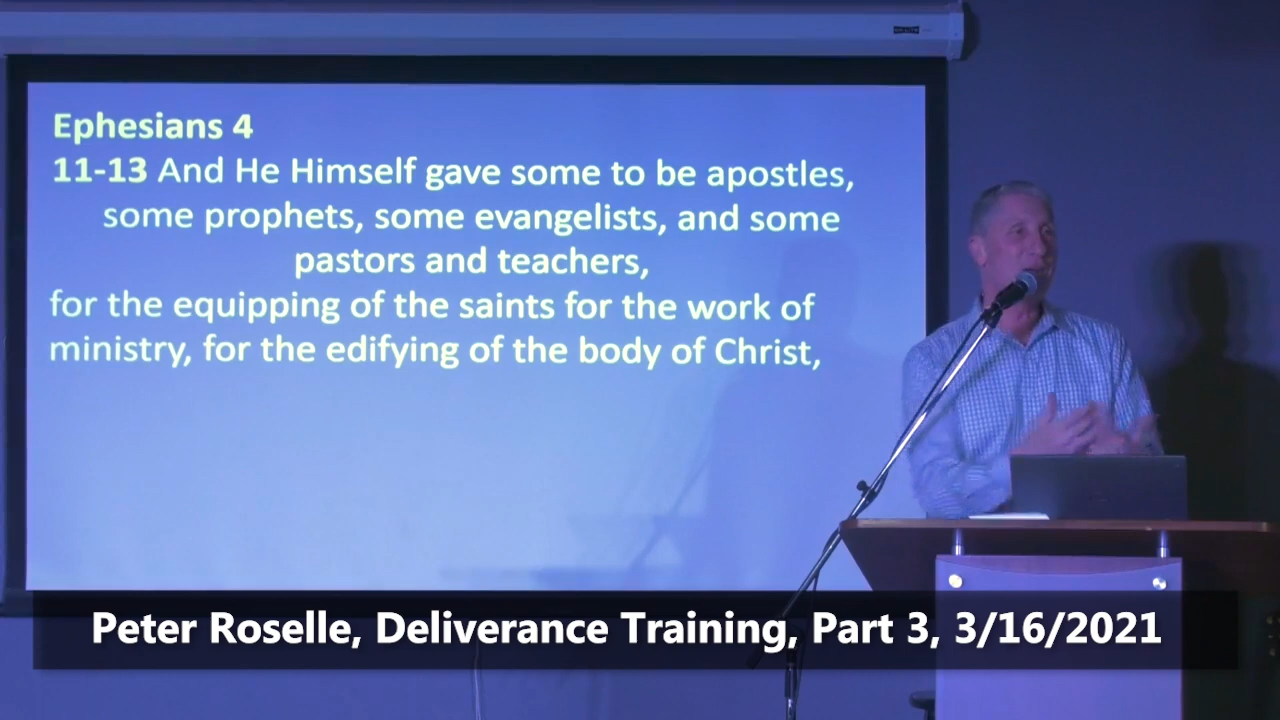 Ephesians 4
11-13 And He Himself gave some to be apostles,
some prophets, some evangelists, and some
pastors and teachers,
for the equipping of the saints for the work of
ministry, for the edifying of the body of Christ,
Peter Roselle, Deliverance Training, Part 3, 3/16/2021